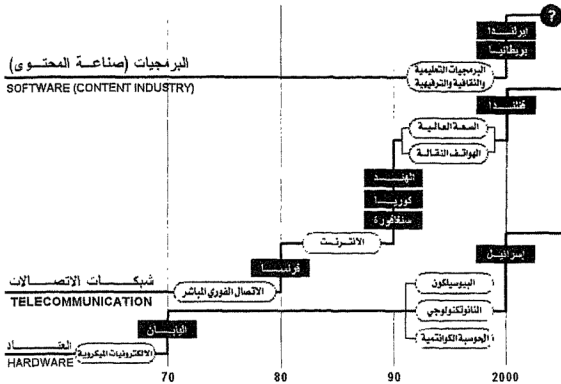 ?
ايرلندا
بريطانيا
البرمجيات (صناعة المحتوى)
SOFTWARE (CONTENT INDUSTRY)
البرمجيات التعليمية
والثقافية والترفيهية
فنلندا
السعة العالية
الهواتف النقالة
الهند
كوريا
سنغافورة
الانترنت
إسرائيل
فرنسا
شبكات الاتصالات
TELECOMMUNICATION
الاتصال الفوري المباشر
البيوسيلكون
النانوتكنولوجي
الحوسبة الكوانتمية
اليابان
العتاد
HARDWARE
الالكترونيات الميكروية
70 80 90 2000